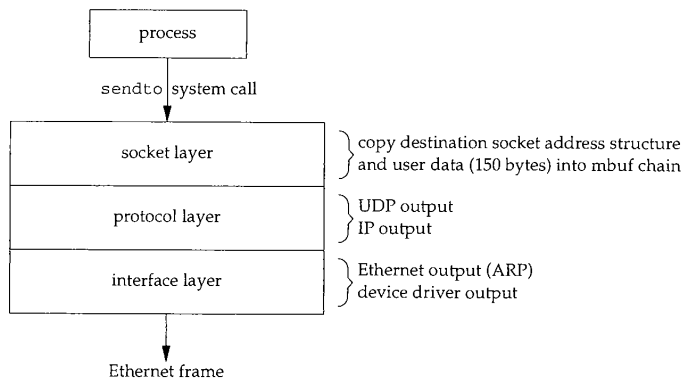 process
sendto system call
socket layer
copy destination socket address structure
and user data (150 bytes) into mbuf chain
protocol layer
UDP output
IP output
interface layer
Ethernet output (ARP)
device driver output
Ethernet frame